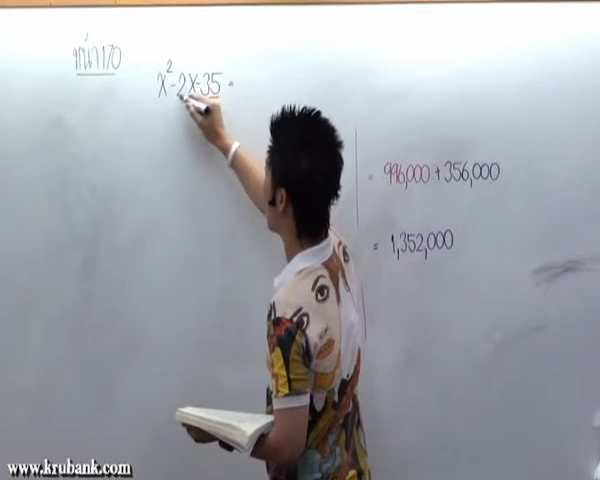 หน้า 170
x² - 2x - 35 =
= 996,000 + 356,000
= 1,352,000
www.krubank.com